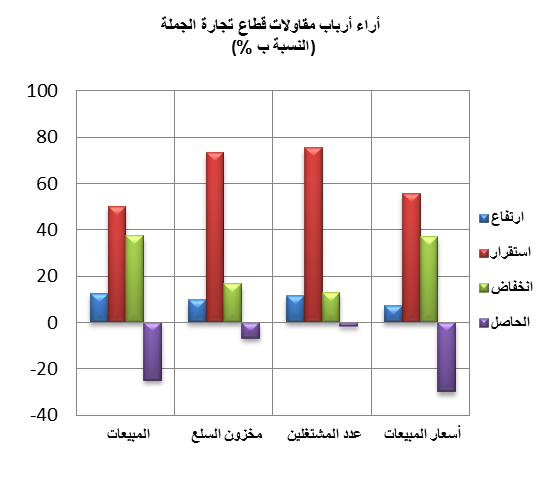 أراء أرباب مقاولات قطاع تجارة الجملة
(النسبة ب %)
100
80
60
40
20
0
-20
-40
المبيعات
مخزون السلع
عدد المشتغلين
أسعار المبيعات
ارتفاع
استقرار
انخفاض
الحاصل